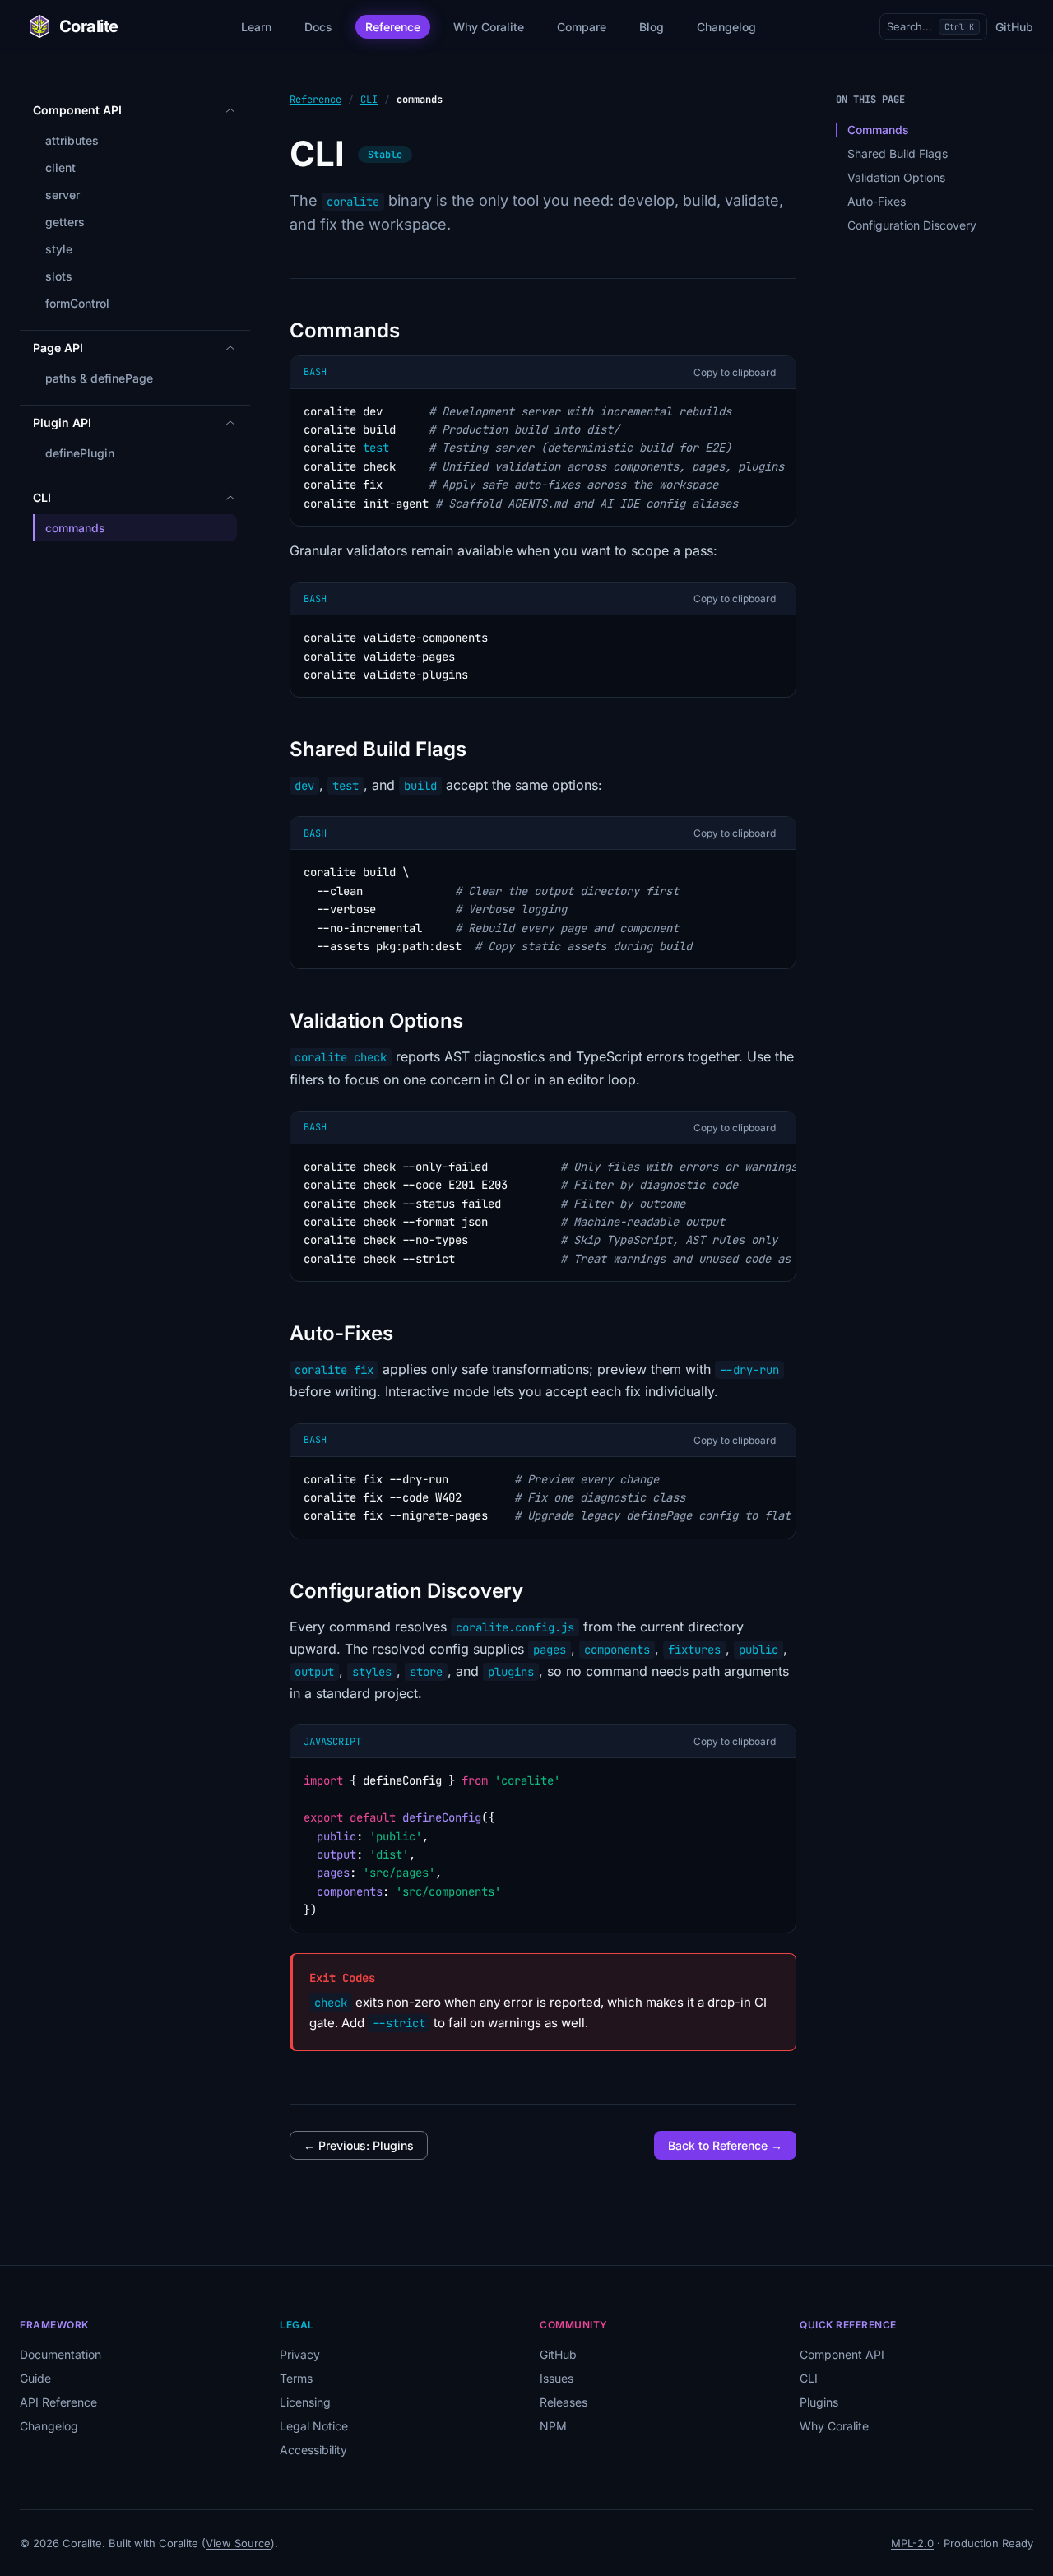 Coralite
Learn
Docs
Reference
Why Coralite
Compare
Blog
Changelog
Search...
Ctrl K
GitHub
Component API
attributes
client
server
getters
style
slots
formControl
Page API
paths & definePage
Plugin API
definePlugin
CLI
commands
Reference / CLI / commands
CLI
Stable
The coralite binary is the only tool you need: develop, build, validate,
and fix the workspace.
Commands
BASH
Copy to clipboard
coralite dev # Development server with incremental rebuilds
coralite build # Production build into dist/
coralite test # Testing server (deterministic build for E2E)
coralite check # Unified validation across components, pages, plugins
coralite fix # Apply safe auto-fixes across the workspace
coralite init-agent # Scaffold AGENTS.md and AI IDE config aliases
Granular validators remain available when you want to scope a pass:
BASH
Copy to clipboard
coralite validate-components
coralite validate-pages
coralite validate-plugins
Shared Build Flags
dev, test, and build accept the same options:
BASH
Copy to clipboard
coralite build \
--clean # Clear the output directory first
--verbose # Verbose logging
--no-incremental # Rebuild every page and component
--assets pkg:path:dest # Copy static assets during build
Validation Options
coralite check reports AST diagnostics and TypeScript errors together. Use the
filters to focus on one concern in CI or in an editor loop.
BASH
Copy to clipboard
coralite check --only-failed # Only files with errors or warnings
coralite check --code E201 E203 # Filter by diagnostic code
coralite check --status failed # Filter by outcome
coralite check --format json # Machine-readable output
coralite check --no-types # Skip TypeScript, AST rules only
coralite check --strict # Treat warnings and unused code as
Auto-Fixes
coralite fix applies only safe transformations; preview them with --dry-run
before writing. Interactive mode lets you accept each fix individually.
BASH
Copy to clipboard
coralite fix --dry-run # Preview every change
coralite fix --code W402 # Fix one diagnostic class
coralite fix --migrate-pages # Upgrade legacy definePage config to flat
Configuration Discovery
Every command resolves coralite.config.js from the current directory
upward. The resolved config supplies pages, components, fixtures, public,
output, styles, store, and plugins, so no command needs path arguments
in a standard project.
JAVASCRIPT
Copy to clipboard
import { defineConfig } from 'coralite'
export default defineConfig({
public: 'public',
output: 'dist',
pages: 'src/pages',
components: 'src/components'
})
Exit Codes
check exits non-zero when any error is reported, which makes it a drop-in CI
gate. Add --strict to fail on warnings as well.
← Previous: Plugins
Back to Reference →
ON THIS PAGE
Commands
Shared Build Flags
Validation Options
Auto-Fixes
Configuration Discovery
FRAMEWORK
Documentation
Guide
API Reference
Changelog
LEGAL
Privacy
Terms
Licensing
Legal Notice
Accessibility
COMMUNITY
GitHub
Issues
Releases
NPM
QUICK REFERENCE
Component API
CLI
Plugins
Why Coralite
© 2026 Coralite. Built with Coralite (View Source).
MPL-2.0 · Production Ready